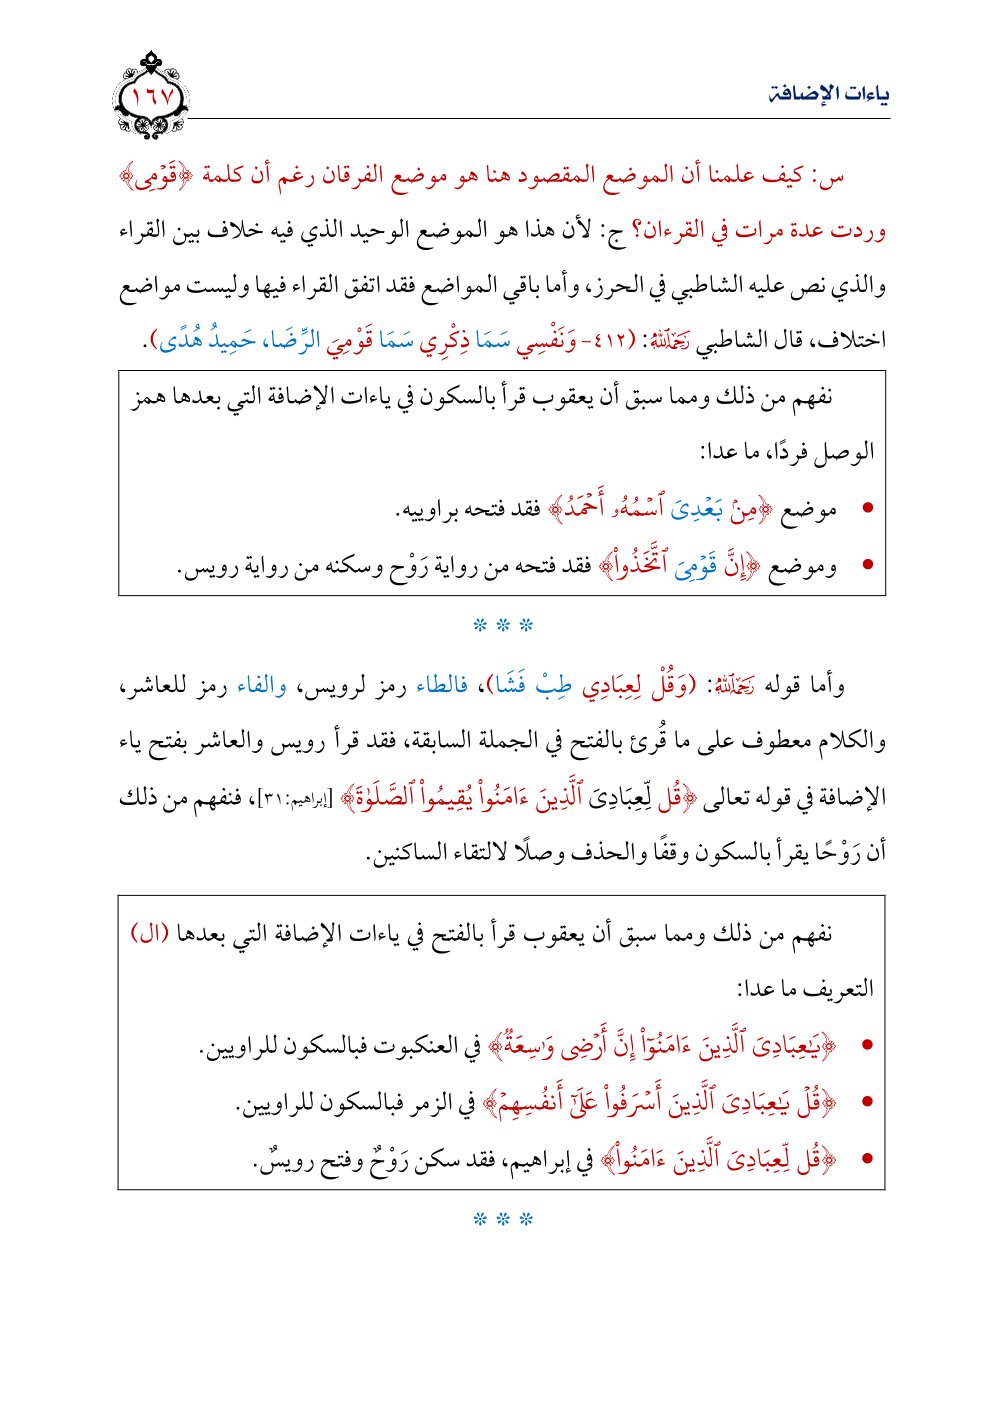 ياءات الإضافة
١٦٧
س: كيف علمنا أن الموضع المقصود هنا هو موضع الفرقان رغم أن كلمة ﴿قَوۡمِى﴾
وردت عدة مرات في القرءان؟ ج: لأن هذا هو الموضع الوحيد الذي فيه خلاف بين القراء
والذي نص عليه الشاطبي في الحرز، وأما باقي المواضع فقد اتفق القراء فيها وليست مواضع
اختلاف، قال الشاطبي رَحِمَهُ ٱللَّهُ: (٤١٢- وَنَفْسِي سَمَا ذِكْرِي سَمَا قَوْمِيَ الرِّضَا، حَمِيدُ هُدًى).
نفهم من ذلك ومما سبق أن يعقوب قرأ بالسكون في ياءات الإضافة التي بعدها همز
الوصل فردًا، ما عدا:
• موضع ﴿مِنۢ بَعۡدِىَ ٱسۡمُهُۥ أَحۡمَدُ﴾ فقد فتحه براوييه.
• وموضع ﴿إِنَّ قَوۡمِىَ ٱتَّخَذُواْ﴾ فقد فتحه من رواية رَوْح وسكنه من رواية رويس.
* * *
وأما قوله رَحِمَهُ ٱللَّهُ: (وَقُلْ لِعِبَادِي طِبْ فَشَا)، فالطاء رمز لرويس، والفاء رمز للعاشر،
والكلام معطوف على ما قُرئ بالفتح في الجملة السابقة، فقد قرأ رويس والعاشر بفتح ياء
الإضافة في قوله تعالى ﴿قُل لِّعِبَادِىَ ٱلَّذِينَ ءَامَنُواْ يُقِيمُواْ ٱلصَّلَوٰةَ﴾ [إبراهيم:٣١]، فنفهم من ذلك
أن رَوْحًا يقرأ بالسكون وقفًا والحذف وصلًا لالتقاء الساكنين.
نفهم من ذلك ومما سبق أن يعقوب قرأ بالفتح في ياءات الإضافة التي بعدها (ال)
التعريف ما عدا:
• ﴿يَٰعِبَادِىَ ٱلَّذِينَ ءَامَنُوٓاْ إِنَّ أَرۡضِى وَٰسِعَةٞ﴾ في العنكبوت فبالسكون للراويين.
• ﴿قُلۡ يَٰعِبَادِىَ ٱلَّذِينَ أَسۡرَفُواْ عَلَىٰٓ أَنفُسِهِمۡ﴾ في الزمر فبالسكون للراويين.
• ﴿قُل لِّعِبَادِىَ ٱلَّذِينَ ءَامَنُواْ﴾ في إبراهيم، فقد سكن رَوْحٌ وفتح رويسٌ.
* * *